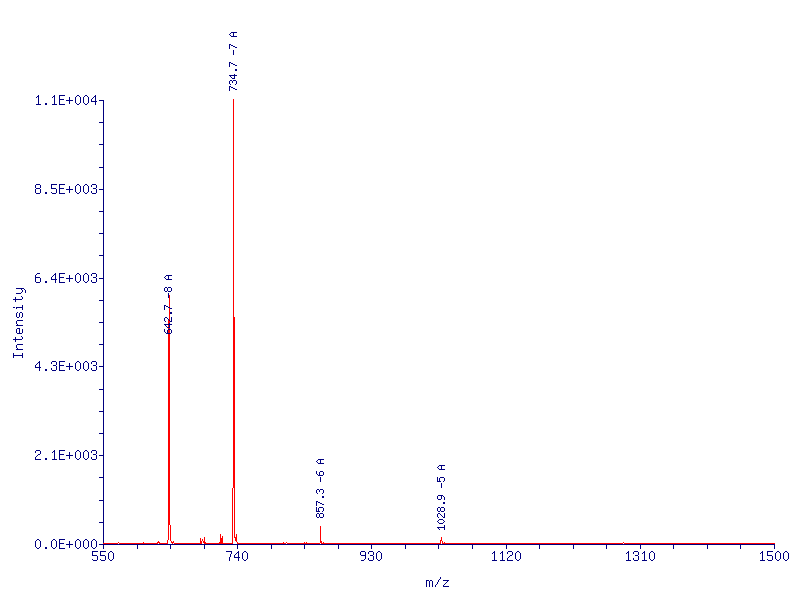 734.7 -7 A
1.1E+004
8.5E+003
6.4E+003
642.7 -8 A
Intensity
4.3E+003
2.1E+003
857.3 -6 A
1028.9 -5 A
0.0E+000
550 740 930 1120 1310 1500
m/z